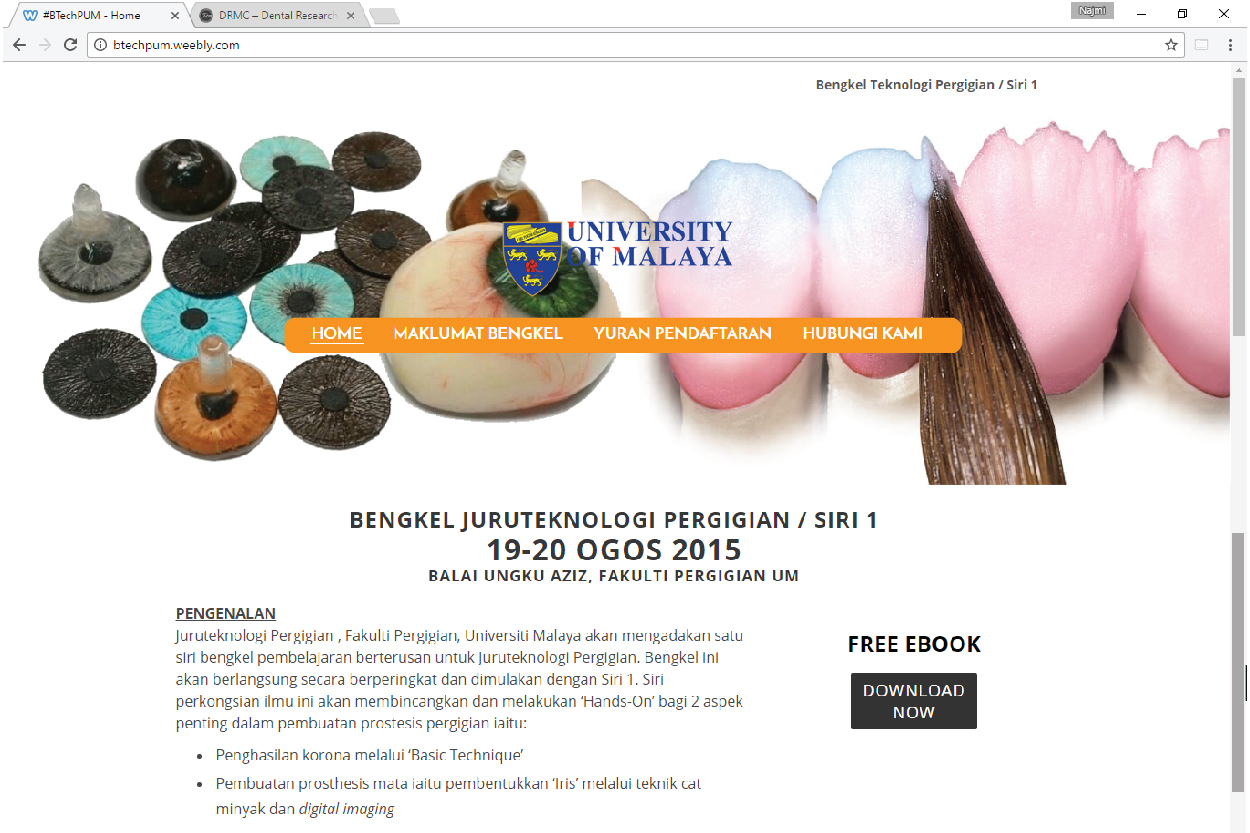 #BTechPUM - Home
DRMC – Dental Research
Najmi
btechpum.weebly.com
Bengkel Teknologi Pergigian / Siri 1
UNIVERSITY
OF MALAYA
HOME MAKLUMAT BENGKEL YURAN PENDAFTARAN HUBUNGI KAMI
BENGKEL JURUTEKNOLOGI PERGIGIAN / SIRI 1
19-20 OGOS 2015
BALAI UNGKU AZIZ, FAKULTI PERGIGIAN UM
PENGENALAN
Juruteknologi Pergigian , Fakulti Pergigian, Universiti Malaya akan mengadakan satu
siri bengkel pembelajaran berterusan untuk Juruteknologi Pergigian. Bengkel ini
akan berlangsung secara berperingkat dan dimulakan dengan Siri 1. Siri
perkongsian ilmu ini akan membincangkan dan melakukan ‘Hands-On’ bagi 2 aspek
penting dalam pembuatan prostesis pergigian iaitu:
• Penghasilan korona melalui ‘Basic Technique’
• Pembuatan prosthesis mata iaitu pembentukkan ‘Iris’ melalui teknik cat
minyak dan digital imaging
FREE EBOOK
DOWNLOAD
NOW